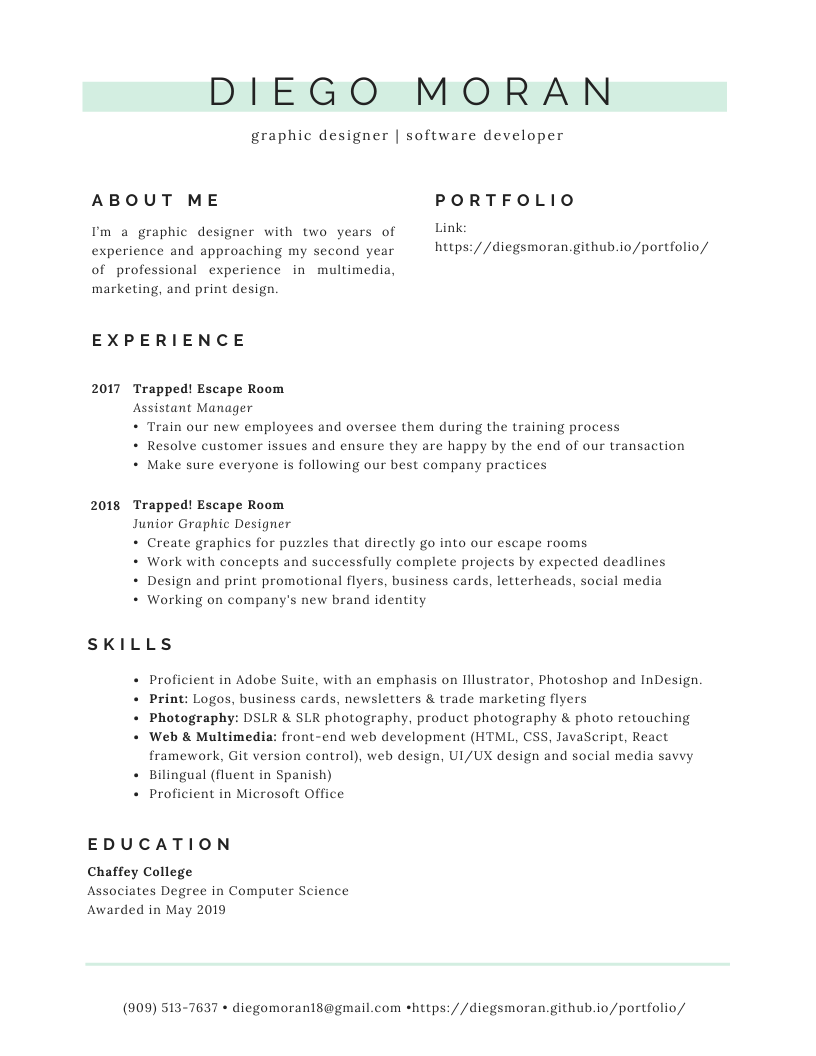 DIEGO MORAN
graphic designer | software developer
ABOUT ME
I'm a graphic designer with two years of
experience and approaching my second year
of professional experience in multimedia,
marketing, and print design.
PORTFOLIO
Link:
https://diegsmoran.github.io/portfolio/
EXPERIENCE
2017 Trapped! Escape Room
Assistant Manager
• Train our new employees and oversee them during the training process
• Resolve customer issues and ensure they are happy by the end of our transaction
• Make sure everyone is following our best company practices
2018 Trapped! Escape Room
Junior Graphic Designer
• Create graphics for puzzles that directly go into our escape rooms
• Work with concepts and successfully complete projects by expected deadlines
• Design and print promotional flyers, business cards, letterheads, social media
• Working on company's new brand identity
SKILLS
• Proficient in Adobe Suite, with an emphasis on Illustrator, Photoshop and InDesign.
• Print: Logos, business cards, newsletters & trade marketing flyers
• Photography: DSLR & SLR photography, product photography & photo retouching
• Web & Multimedia: front-end web development (HTML, CSS, JavaScript, React
framework, Git version control), web design, UI/UX design and social media savvy
• Bilingual (fluent in Spanish)
• Proficient in Microsoft Office
EDUCATION
Chaffey College
Associates Degree in Computer Science
Awarded in May 2019
(909) 513-7637 • diegomoran18@gmail.com •https://diegsmoran.github.io/portfolio/